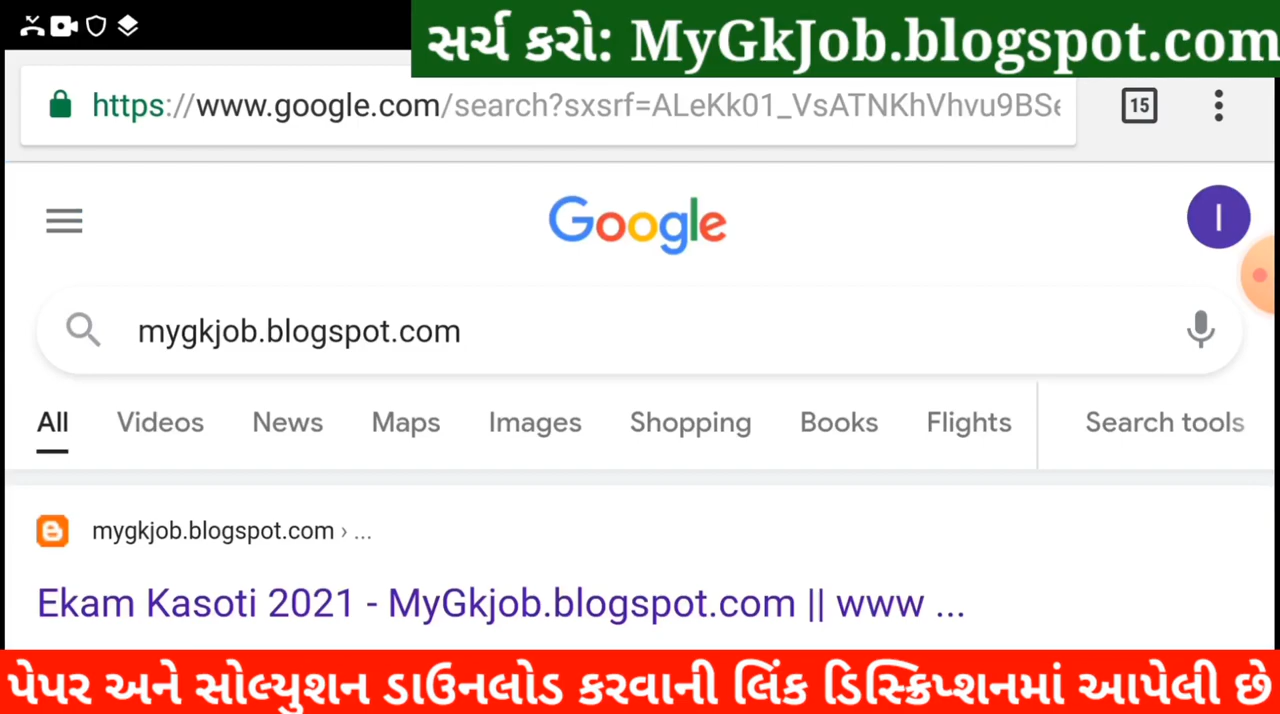 સર્ચ કરો: MyGkJob.blogspot.com
https://www.google.com/search?sxsrf=ALeKk01_VsATNKhVhvu9BSe
15
Google
I
mygkjob.blogspot.com
All Videos News Maps Images Shopping Books Flights Search tools
mygkjob.blogspot.com › ...
Ekam Kasoti 2021 - MyGkjob.blogspot.com || www ...
પેપર અને સોલ્યુશન ડાઉનલોડ કરવાની લિંક ડિસ્ક્રિપ્શનમાં આપેલી છે